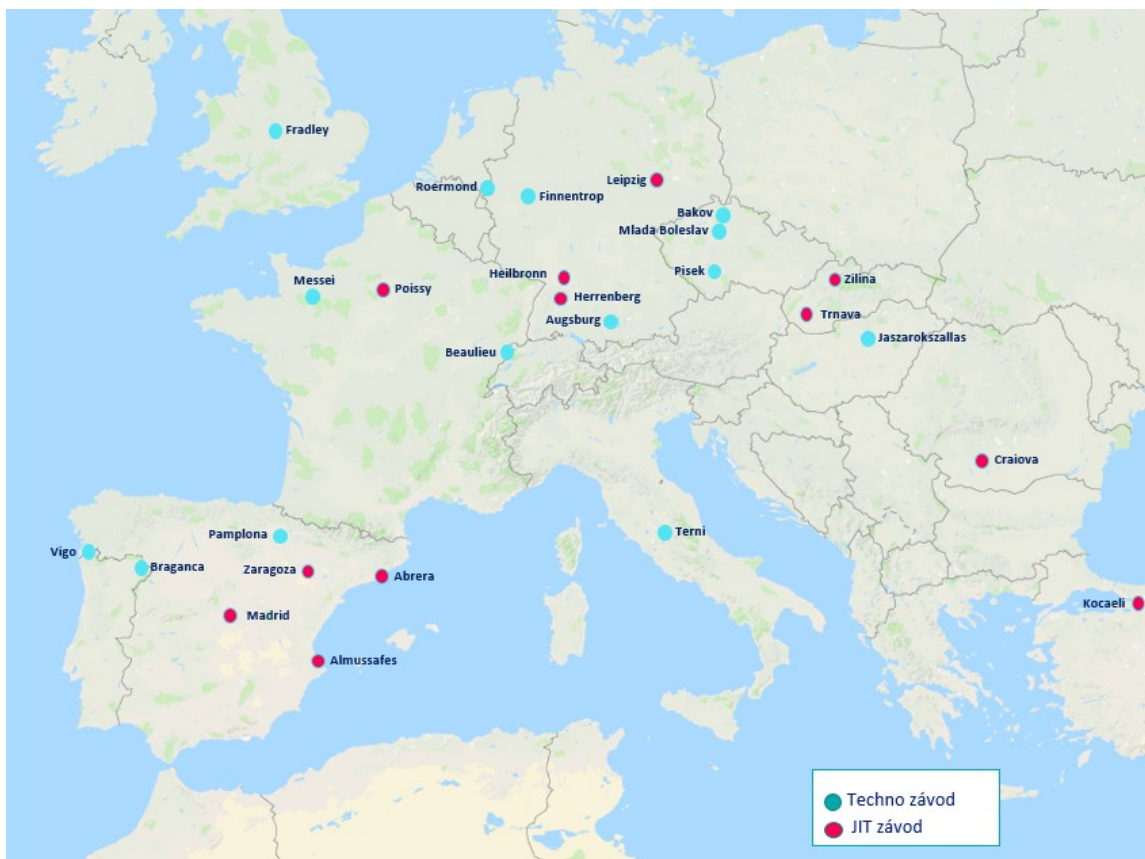 Fradley
Leipzig
Roermond
Finnentrop
Bakov
Mlada Boleslav
Pisek
Heilbronn
Zilina
Messei
Poissy
Herrenberg
Augsburg
Trnava
Jaszarokszallas
Beaulieu
Craiova
Pamplona
Terni
Vigo
Braganca
Zaragoza
Abrera
Kocaeli
Madrid
Almussafes
Techno závod
JIT závod